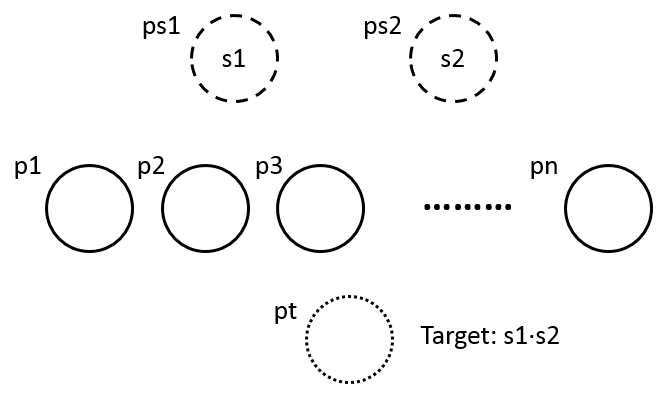 ps1 s1 ps2 s2
p1 p2 p3 ········· pn
pt Target: s1·s2